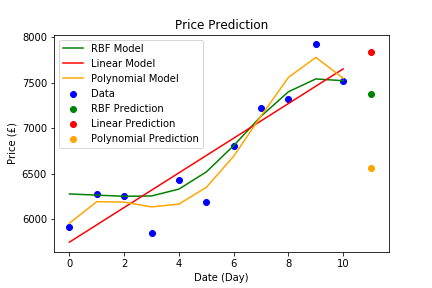 Price Prediction
8000
7500
7000
6500
6000
Price (£)
RBF Model
Linear Model
Polynomial Model
Data
RBF Prediction
Linear Prediction
Polynomial Prediction
0 2 4 6 8 10
Date (Day)